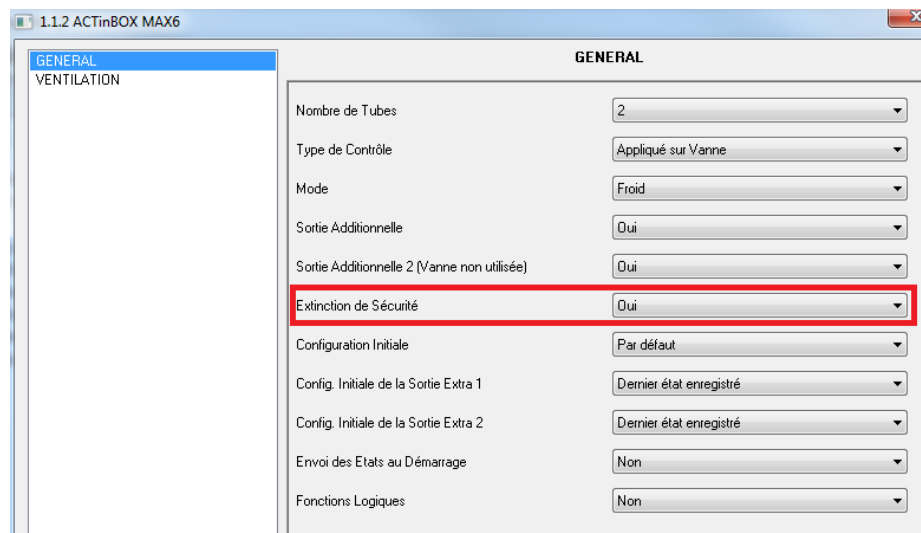 1.1.2 ACTinBOX MAX6
GENERAL
VENTILATION
GENERAL
Nombre de Tubes 2
Type de Contrôle Appliqué sur Vanne
Mode Froid
Sortie Additionnelle Oui
Sortie Additionnelle 2 (Vanne non utilisée) Oui
Extinction de Sécurité Oui
Configuration Initiale Par défaut
Config. Initiale de la Sortie Extra 1 Dernier état enregistré
Config. Initiale de la Sortie Extra 2 Dernier état enregistré
Envoi des Etats au Démarrage Non
Fonctions Logiques Non